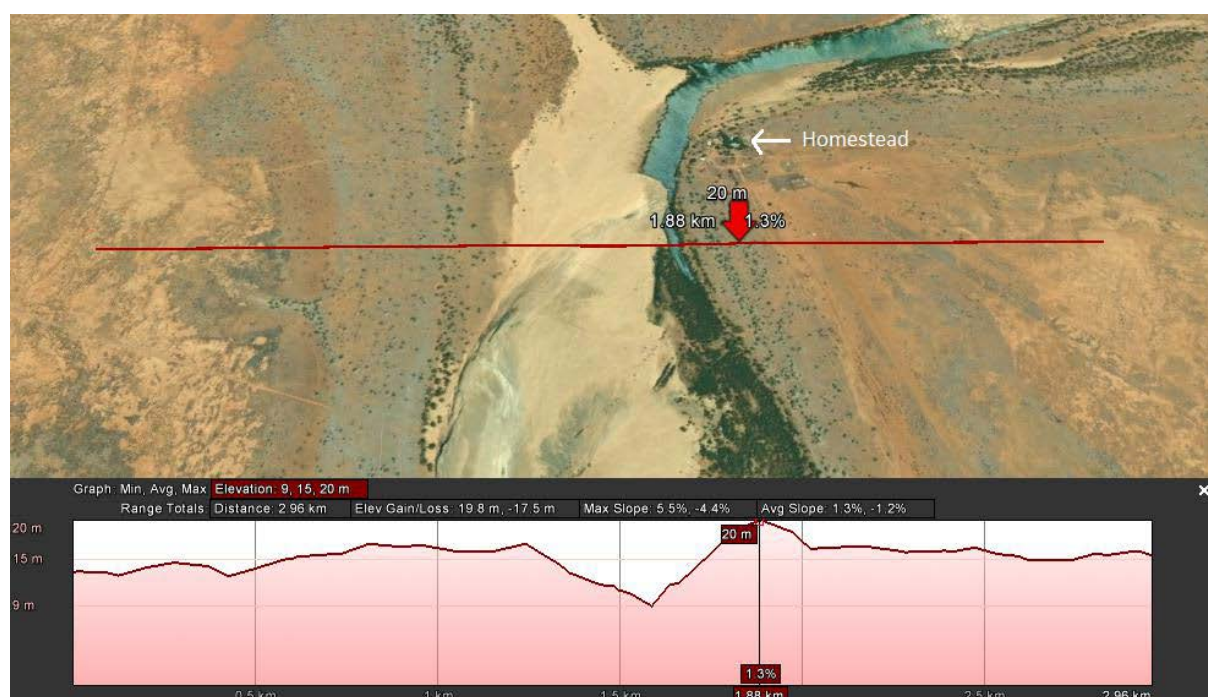 Homestead
20 m
1.88 km 1.3%
Graph: Min, Avg, Max Elevation: 9, 15, 20 m
Range Totals: Distance: 2.96 km Elev Gain/Loss: 19.8 m, -17.5 m Max Slope: 5.5%, -4.4% Avg Slope: 1.3%, -1.2%
20 m
20 m
15 m
9 m
1.3%
0.5 km 1 km 1.5 km 1.88 km 2.5 km 2.96 km